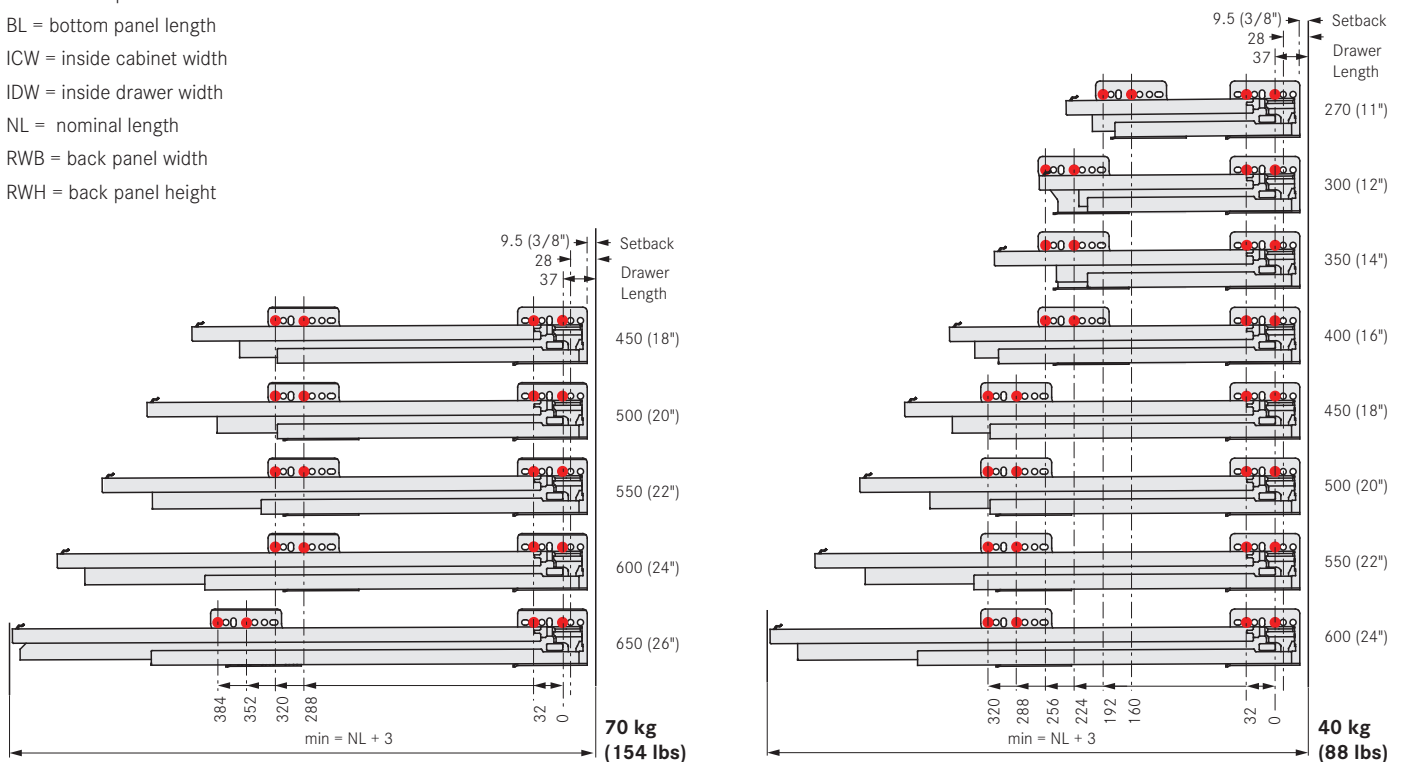 BL = bottom panel length
ICW = inside cabinet width
IDW = inside drawer width
NL = nominal length
RWB = back panel width
RWH = back panel height
9.5 (3/8") Setback
28
37
Drawer
Length
450 (18")
500 (20")
550 (22")
600 (24")
650 (26")
384
352
320
288
32
0
min = NL + 3
70 kg
(154 lbs)
9.5 (3/8") Setback
28
37
Drawer
Length
270 (11")
300 (12")
350 (14")
400 (16")
450 (18")
500 (20")
550 (22")
600 (24")
320
288
256
224
192
160
32
0
min = NL + 3
40 kg
(88 lbs)